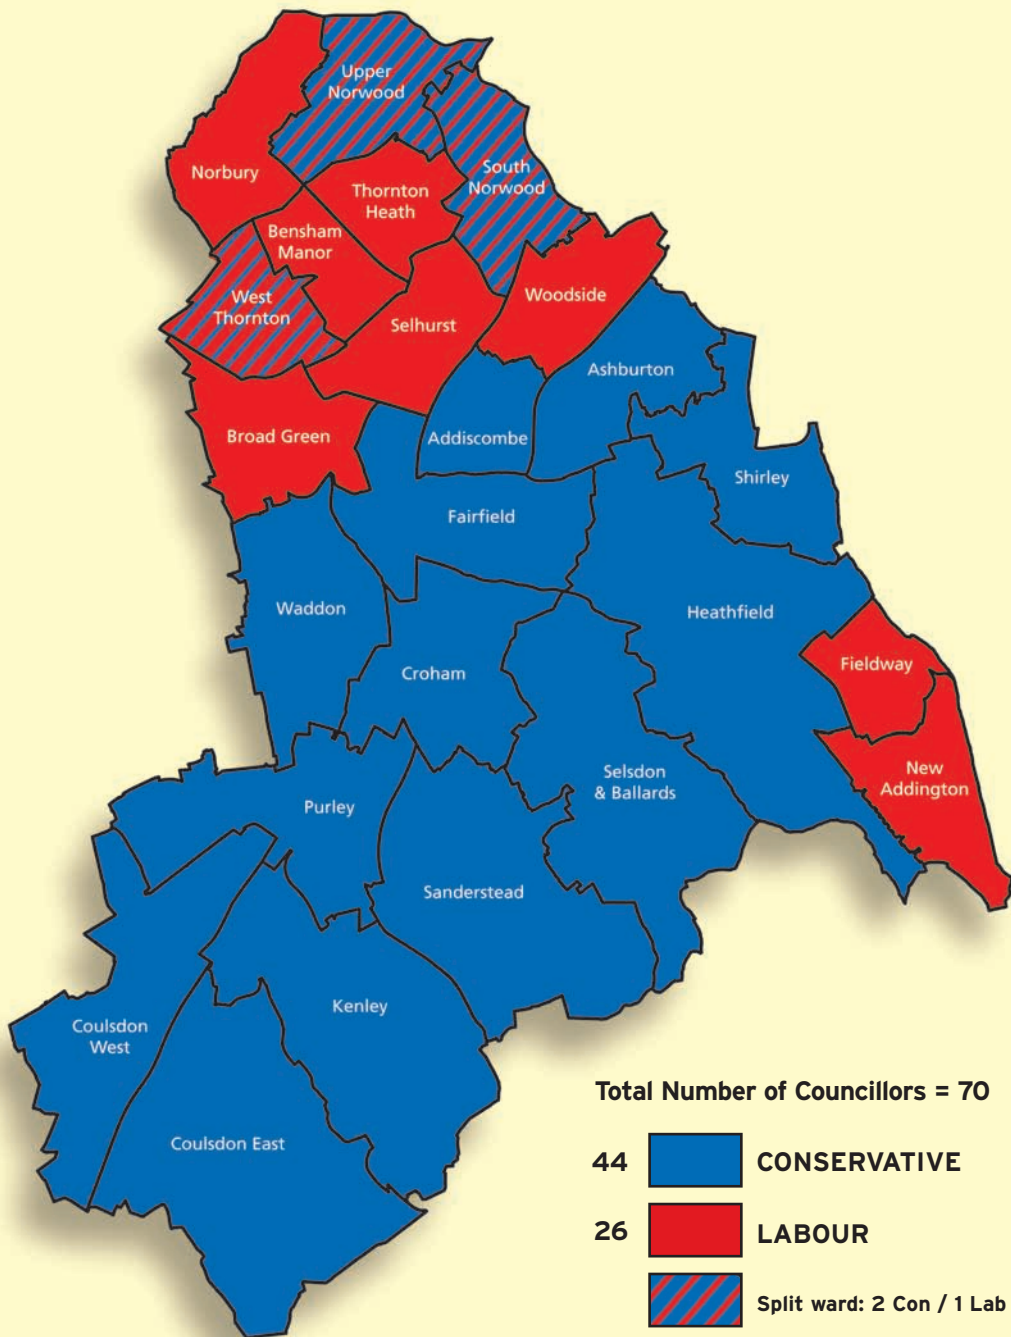 Upper
Norwood
Norbury
South
Norwood
Thornton
Heath
Bensham
Manor
West
Thornton
Woodside
Selhurst
Ashburton
Broad Green
Addiscombe
Shirley
Fairfield
Waddon
Heathfield
Croham
Fieldway
Selsdon
& Ballards
New
Addington
Purley
Sanderstead
Kenley
Coulsdon
West
Coulsdon East
Total Number of Councillors = 70
44 CONSERVATIVE
26 LABOUR
Split ward: 2 Con / 1 Lab